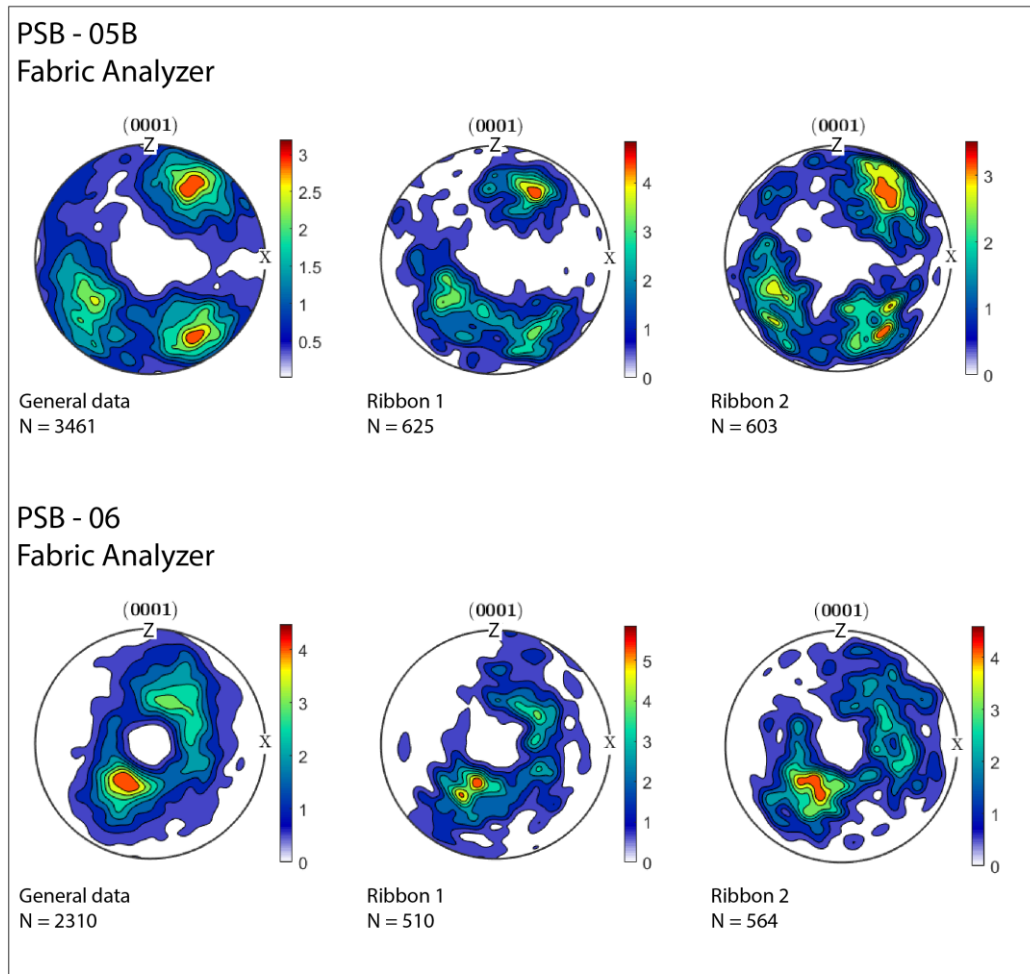 PSB - 05B
Fabric Analyzer
(0001)
Z
X
3
2.5
2
1.5
1
0.5
General data
N = 3461
(0001)
Z
X
4
3
2
1
0
Ribbon 1
N = 625
(0001)
Z
X
3
2
1
0
Ribbon 2
N = 603
PSB - 06
Fabric Analyzer
(0001)
Z
X
4
3
2
1
0
General data
N = 2310
(0001)
Z
X
5
4
3
2
1
0
Ribbon 1
N = 510
(0001)
Z
X
4
3
2
1
0
Ribbon 2
N = 564